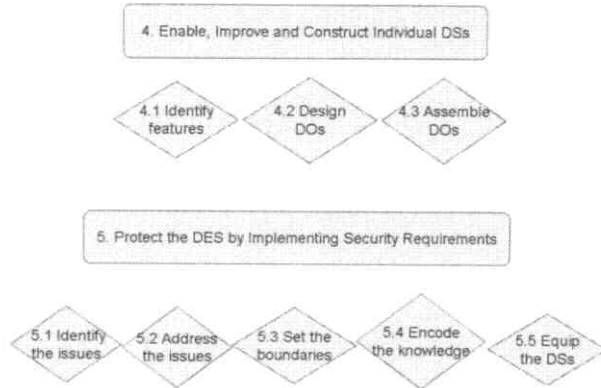 4. Enable, Improve and Construct Individual DSs
4.1 Identify
features
4.2 Design
DOs
4.3 Assemble
DOs
5. Protect the DES by Implementing Security Requirements
5.1 Identify
the issues
5.2 Address
the issues
5.3 Set the
boundaries
5.4 Encode
the knowledge
5.5 Equip
the DSs